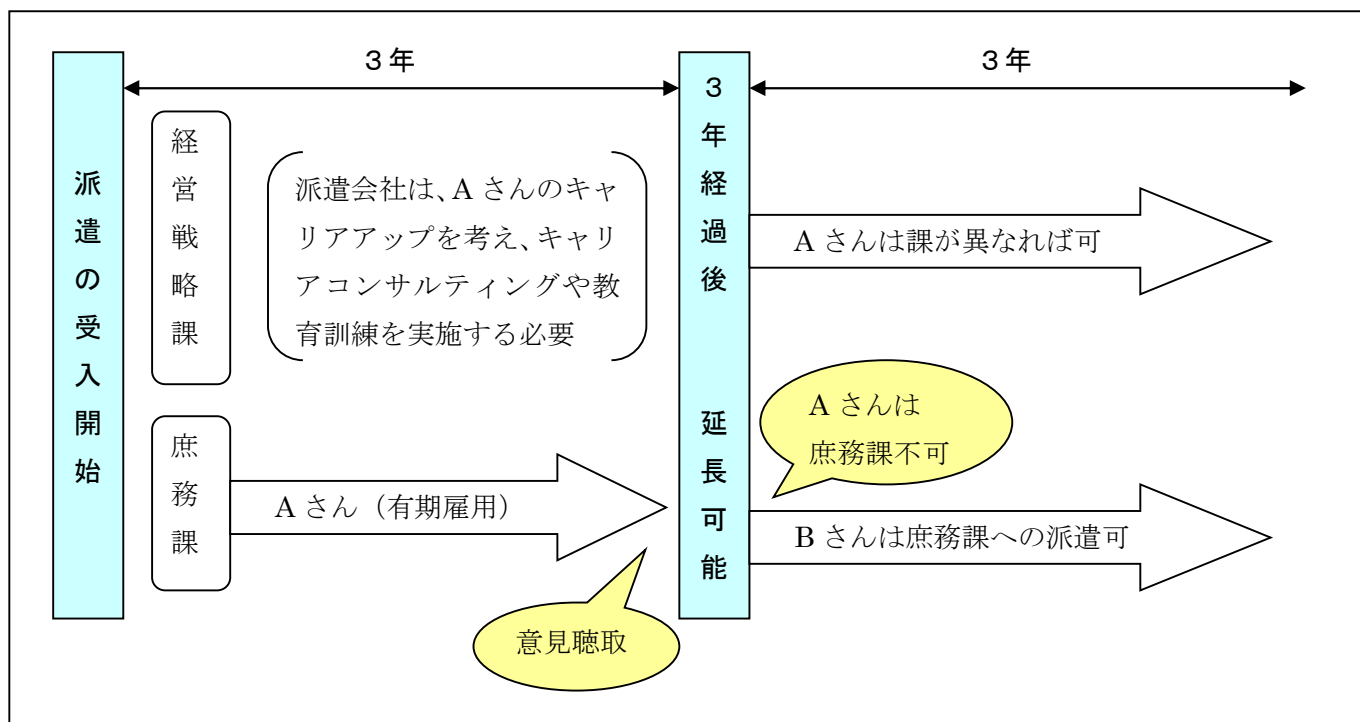 3年
3年
派遣の受入開始
経営戦略課
派遣会社は、Aさんのキャ
リアアップを考え、キャリ
アコンサルティングや教
育訓練を実施する必要
3年経過後 延長可能
Aさんは課が異なれば可
Aさんは
庶務課不可
庶務課
Aさん（有期雇用）
Bさんは庶務課への派遣可
意見聴取